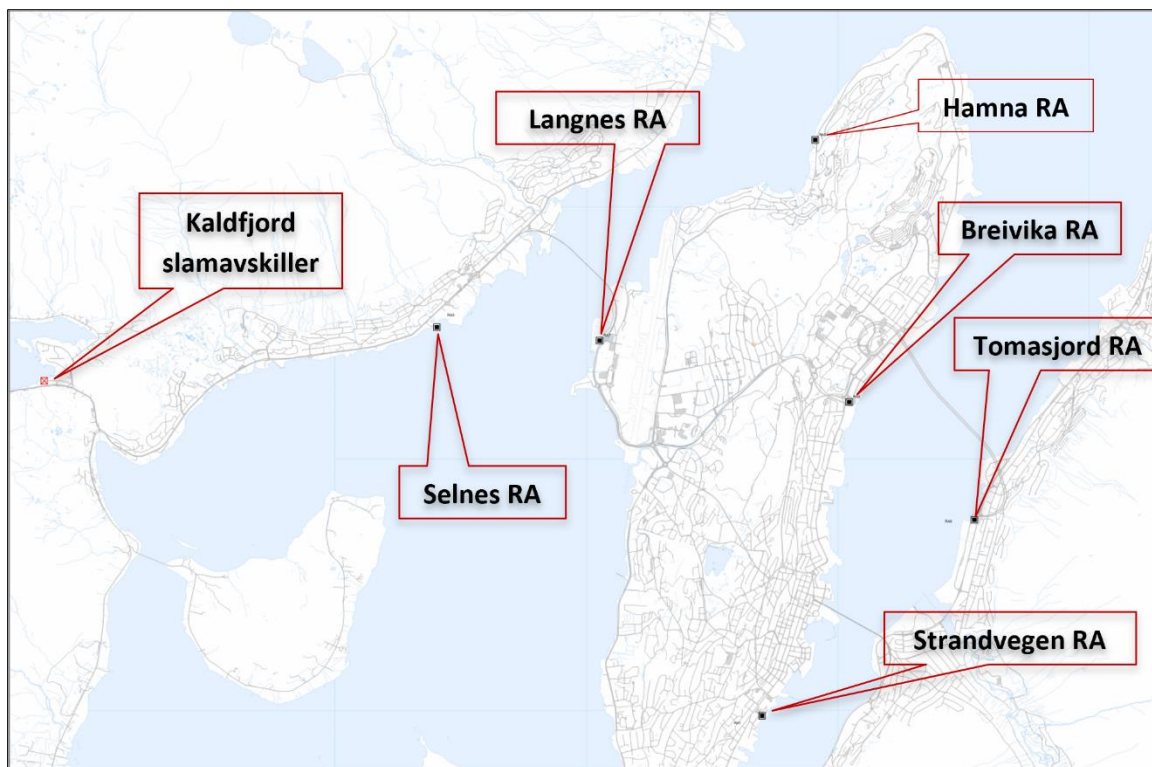 Hamna RA
Langnes RA
Kaldfjord
slamavskiller
Breivika RA
Tomasjord RA
Selnes RA
Strandvegen RA